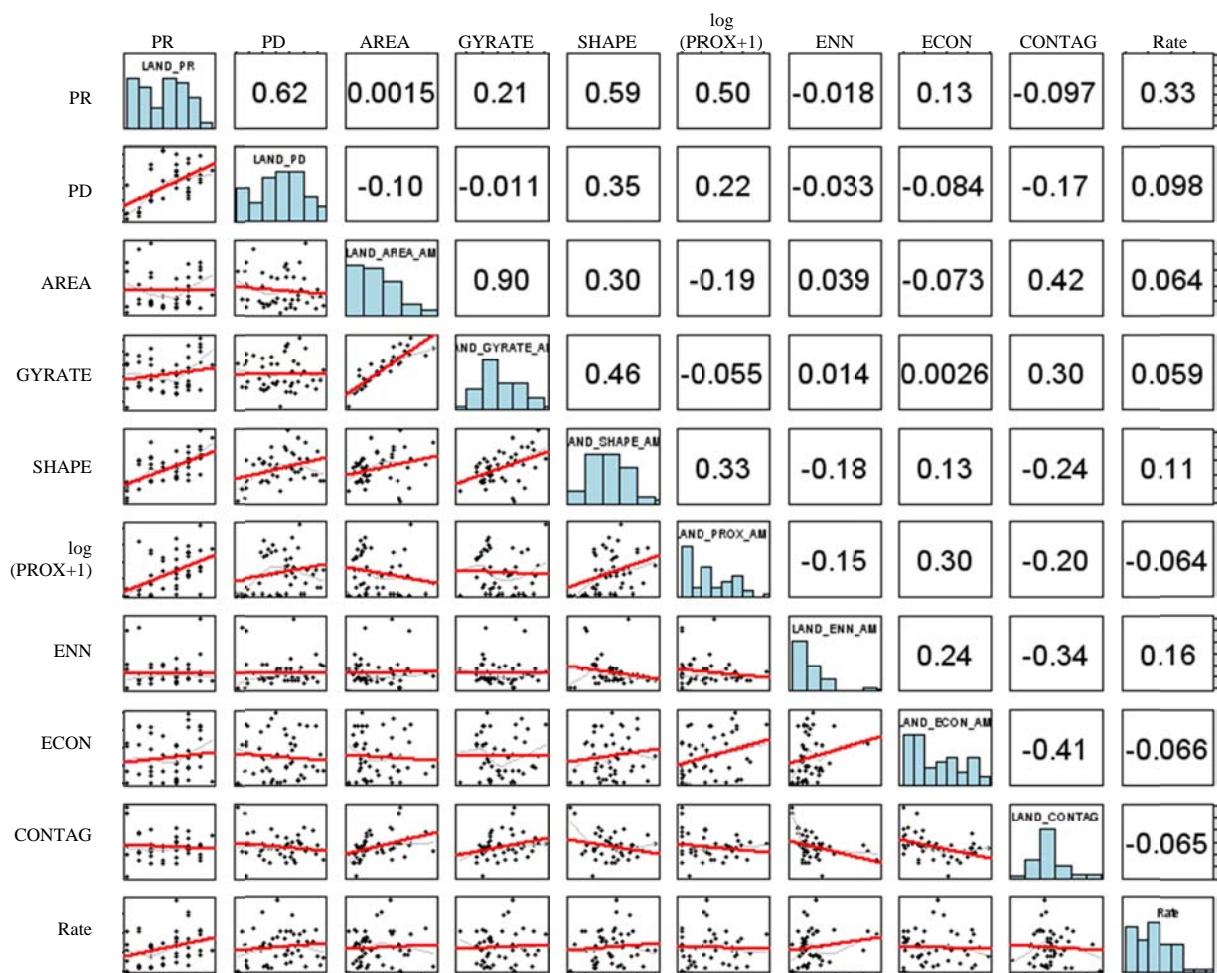 log
PR PD AREA GYRATE SHAPE (PROX+1) ENN ECON CONTAG Rate
LAND_PR
PR 0.62 0.0015 0.21 0.59 0.50 -0.018 0.13 -0.097 0.33
LAND_PD
PD -0.10 -0.011 0.35 0.22 -0.033 -0.084 -0.17 0.098
LAND_AREA_AM
AREA 0.90 0.30 -0.19 0.039 -0.073 0.42 0.064
AND_GYRATE_AI
GYRATE 0.46 -0.055 0.014 0.0026 0.30 0.059
AND_SHAPE_AM
SHAPE 0.33 -0.18 0.13 -0.24 0.11
AND_PROX_AM
log
(PROX+1) -0.15 0.30 -0.20 -0.064
LAND_ENN_AM
ENN 0.24 -0.34 0.16
AND_ECON_AM
ECON -0.41 -0.066
LAND_CONTAG
CONTAG -0.065
Rate
Rate